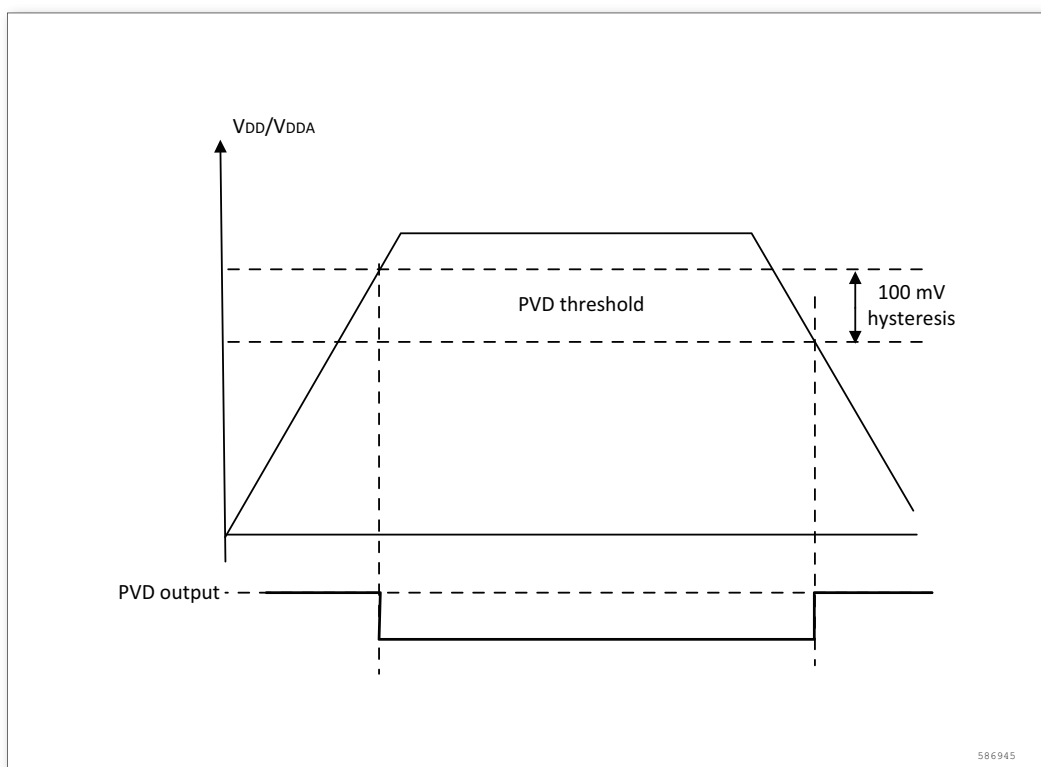 VDD/VDDA
PVD threshold
100 mV
hysteresis
PVD output
586945